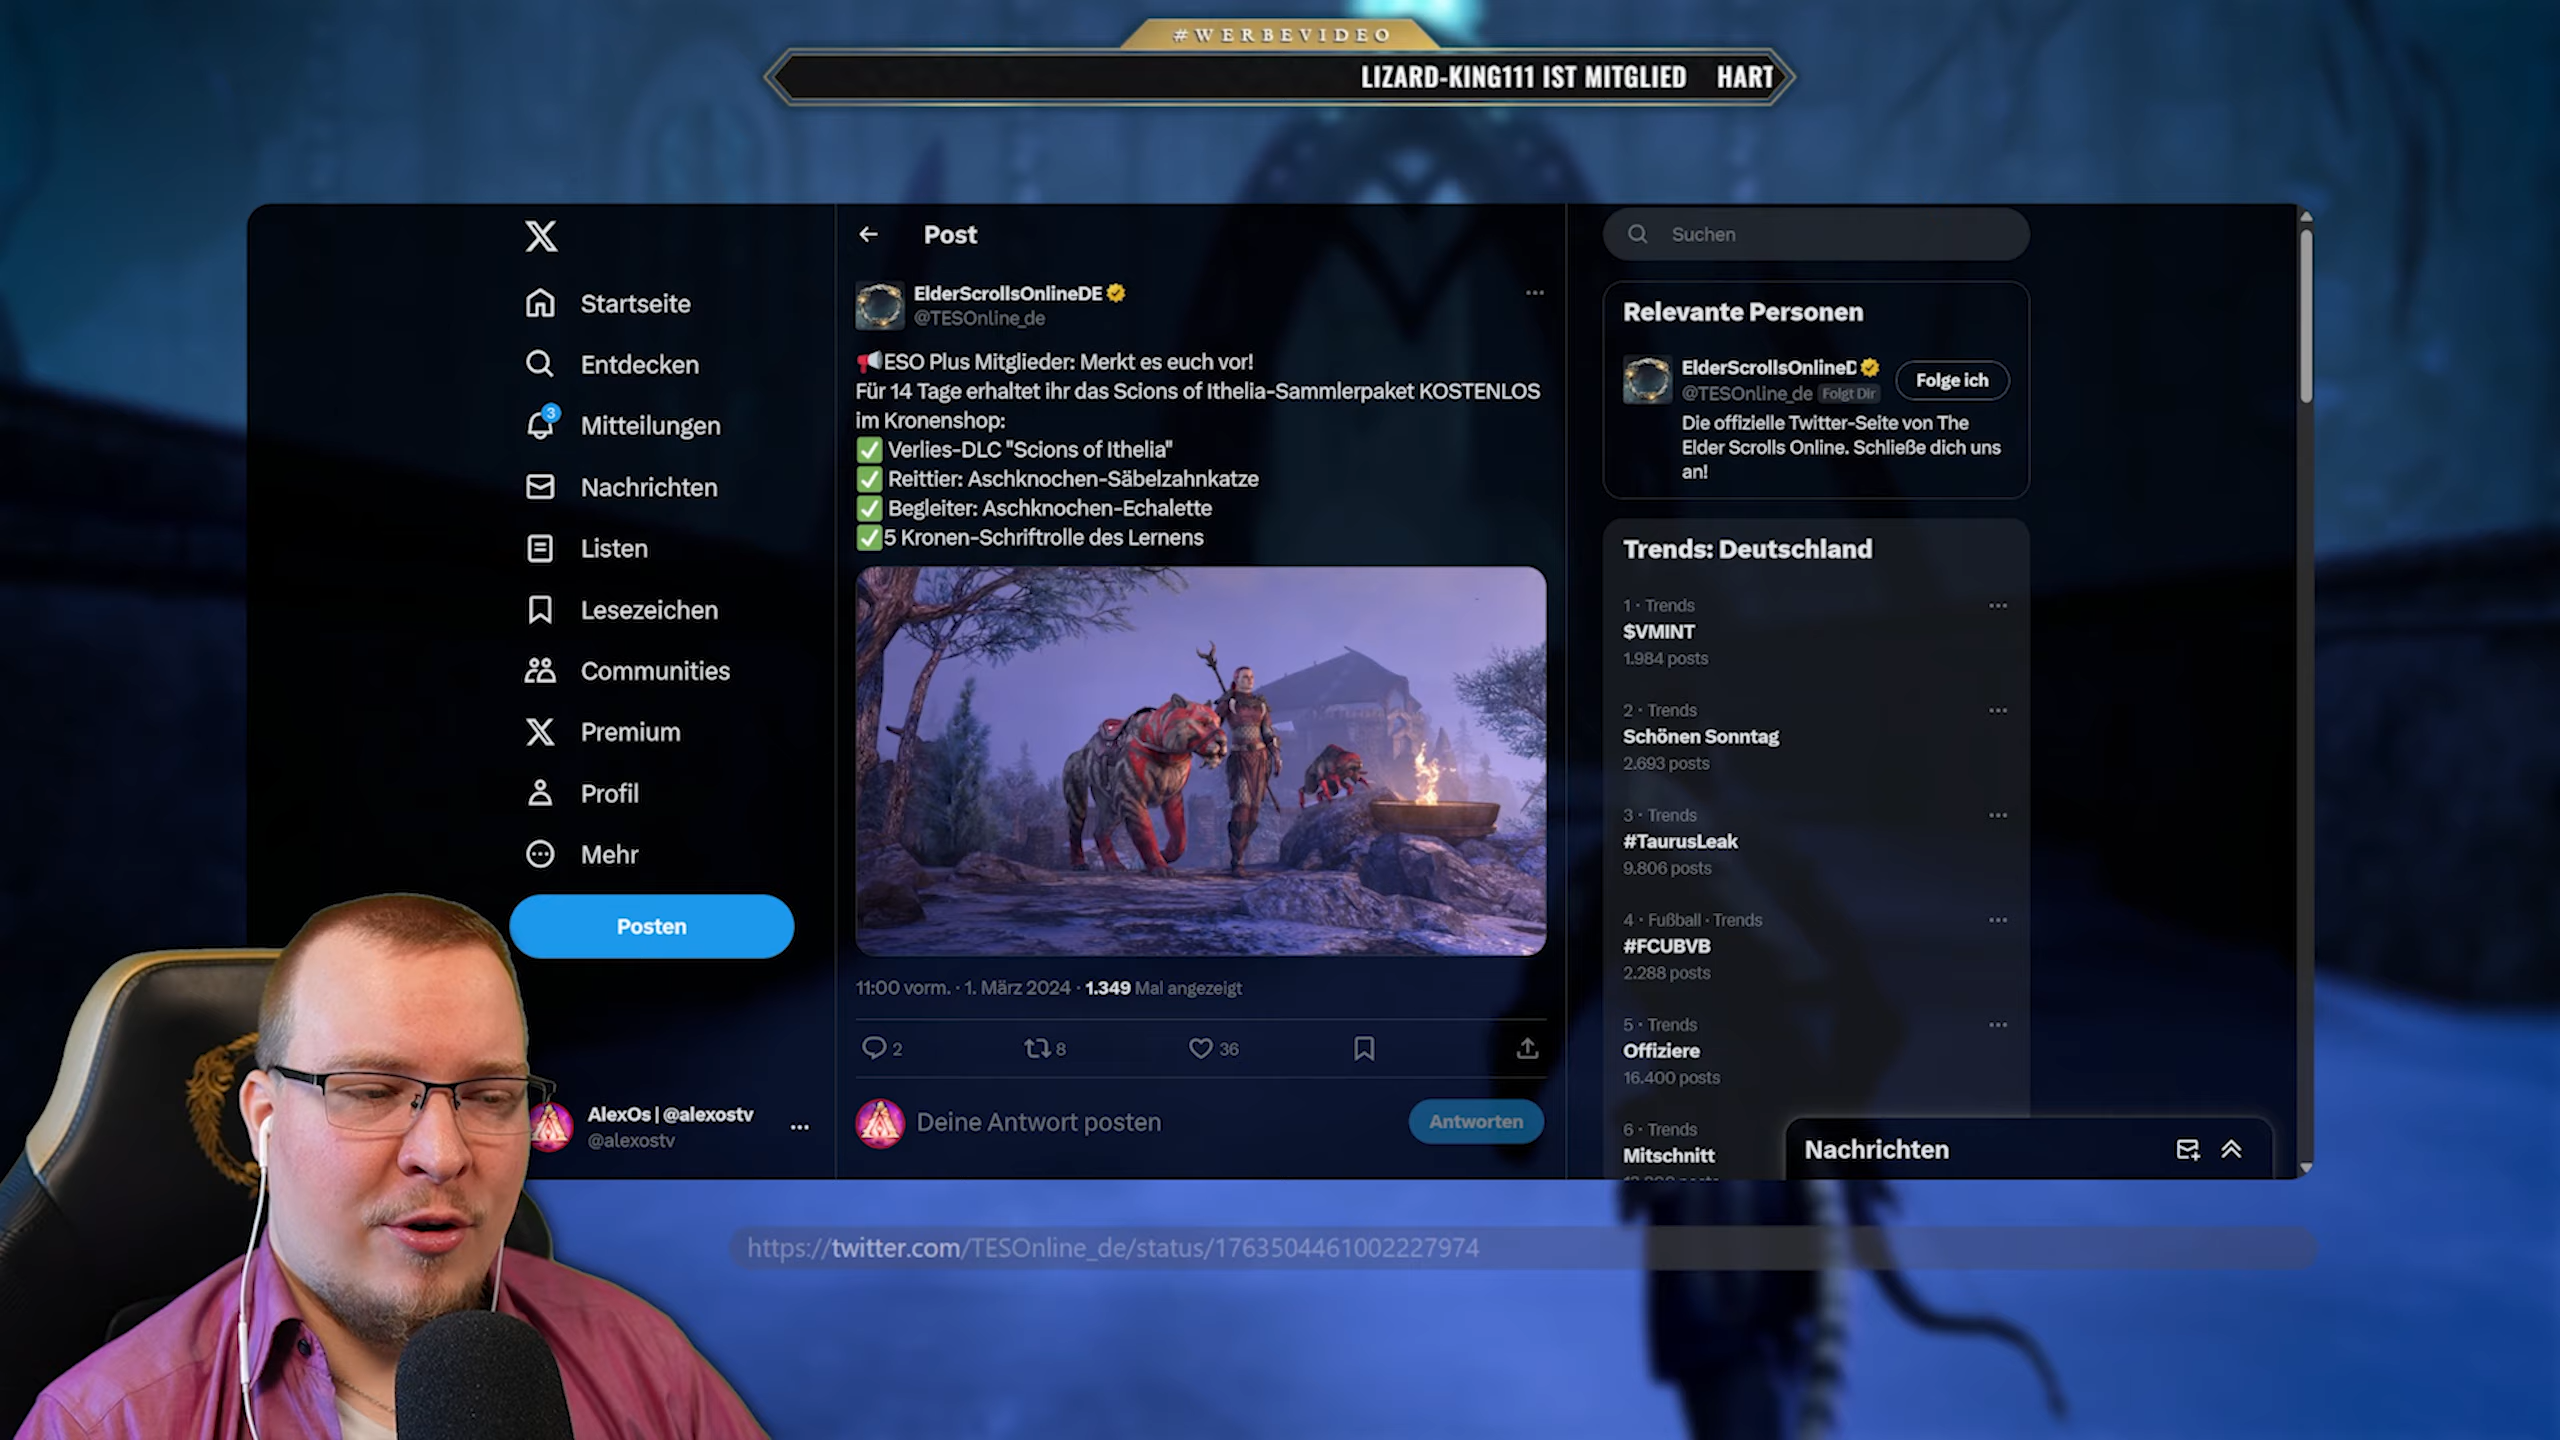 #WERBEVIDEO
LIZARD-KING111 IST MITGLIED HART
Startseite
Entdecken
3
Mitteilungen
Nachrichten
Listen
Lesezeichen
Communities
Premium
Profil
Mehr
Posten
AlexOs | @alexostv
@alexostv
Post
ElderScrollsOnlineDE
@TESOnline_de
ESO Plus Mitglieder: Merkt es euch vor!
Für 14 Tage erhaltet ihr das Scions of Ithelia-Sammlerpaket KOSTENLOS
im Kronenshop:
✅ Verlies-DLC "Scions of Ithelia"
✅ Reittier: Aschknochen-Säbelzahnkatze
✅ Begleiter: Aschknochen-Echalette
✅5 Kronen-Schriftrolle des Lernens
11:00 vorm. · 1. März 2024 · 1.349 Mal angezeigt
2 8 36
Deine Antwort posten
Antworten
Suchen
Relevante Personen
ElderScrollsOnlineD
@TESOnline_de Folgt Dir
Folge ich
Die offizielle Twitter-Seite von The
Elder Scrolls Online. Schließe dich uns
an!
Trends: Deutschland
1 · Trends
$VMINT
1.984 posts
2 · Trends
Schönen Sonntag
2.693 posts
3 · Trends
#TaurusLeak
9.806 posts
4 · Fußball · Trends
#FCUBVB
2.288 posts
5 · Trends
Offiziere
16.400 posts
6 · Trends
Mitschnitt
Nachrichten
https://twitter.com/TESOnline_de/status/1763504461002227974